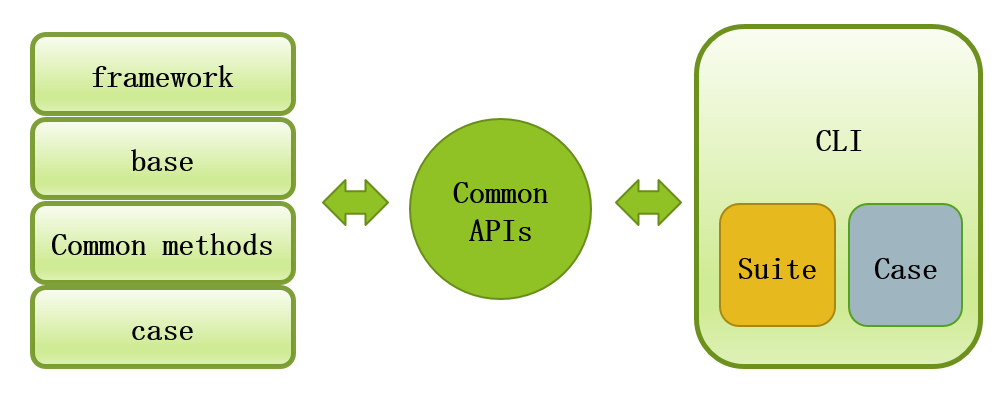 framework
base
Common methods
case
Common
APIs
CLI
Suite
Case